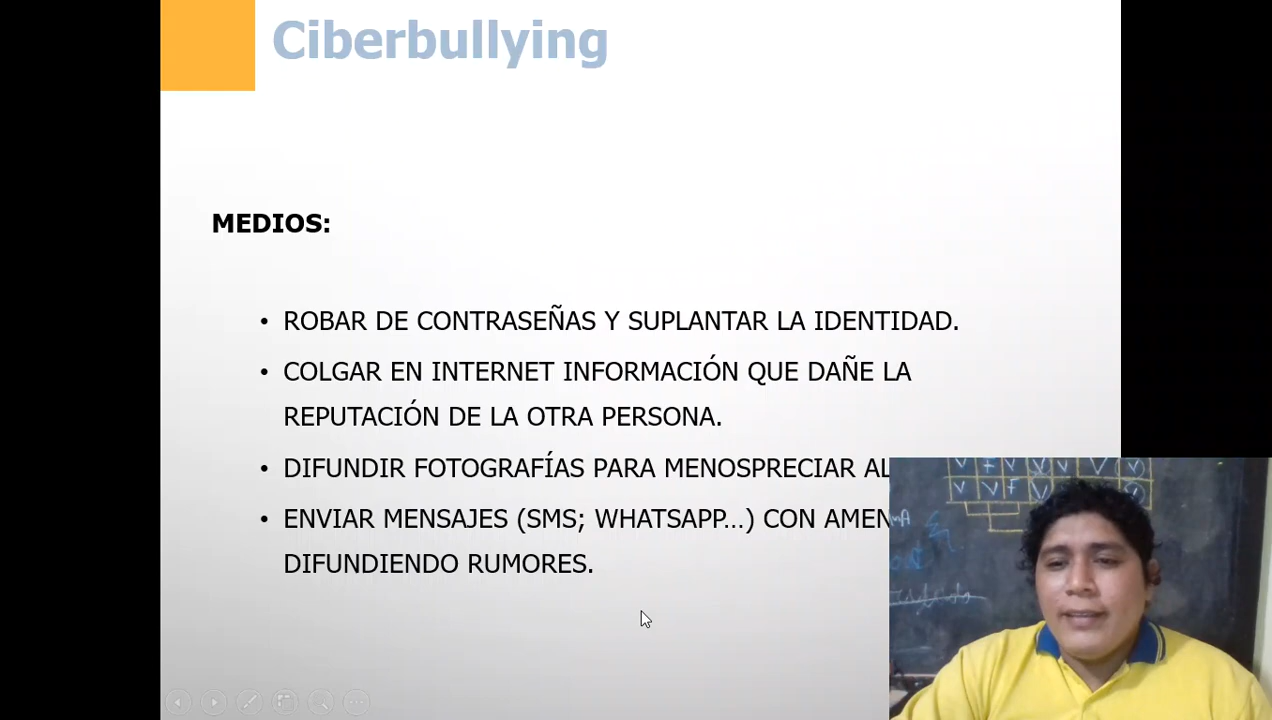 Ciberbullying
MEDIOS:
• ROBAR DE CONTRASEÑAS Y SUPLANTAR LA IDENTIDAD.
• COLGAR EN INTERNET INFORMACIÓN QUE DAÑE LA
REPUTACIÓN DE LA OTRA PERSONA.
• DIFUNDIR FOTOGRAFÍAS PARA MENOSPRECIAR AL
• ENVIAR MENSAJES (SMS; WHATSAPP...) CON AMEN
DIFUNDIENDO RUMORES.
V F V V V V V
V V F V